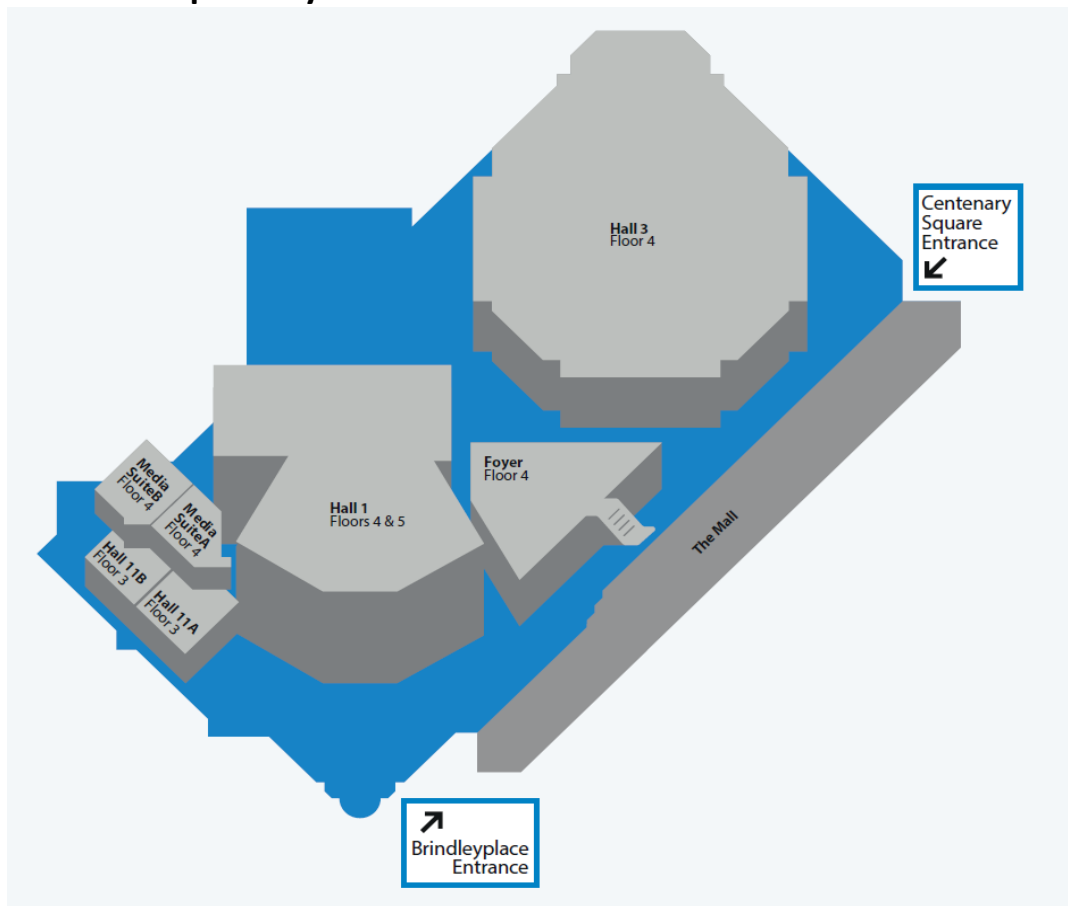 Centenary
Square
Entrance
Hall 3
Floor 4
Foyer
Floor 4
Media
SuiteB
Floor 4
Media
SuiteA
Floor 4
Hall 1
Floors 4 & 5
The Mall
Hall 11B
Floor 3
Hall 11A
Floor 3
Brindleyplace
Entrance